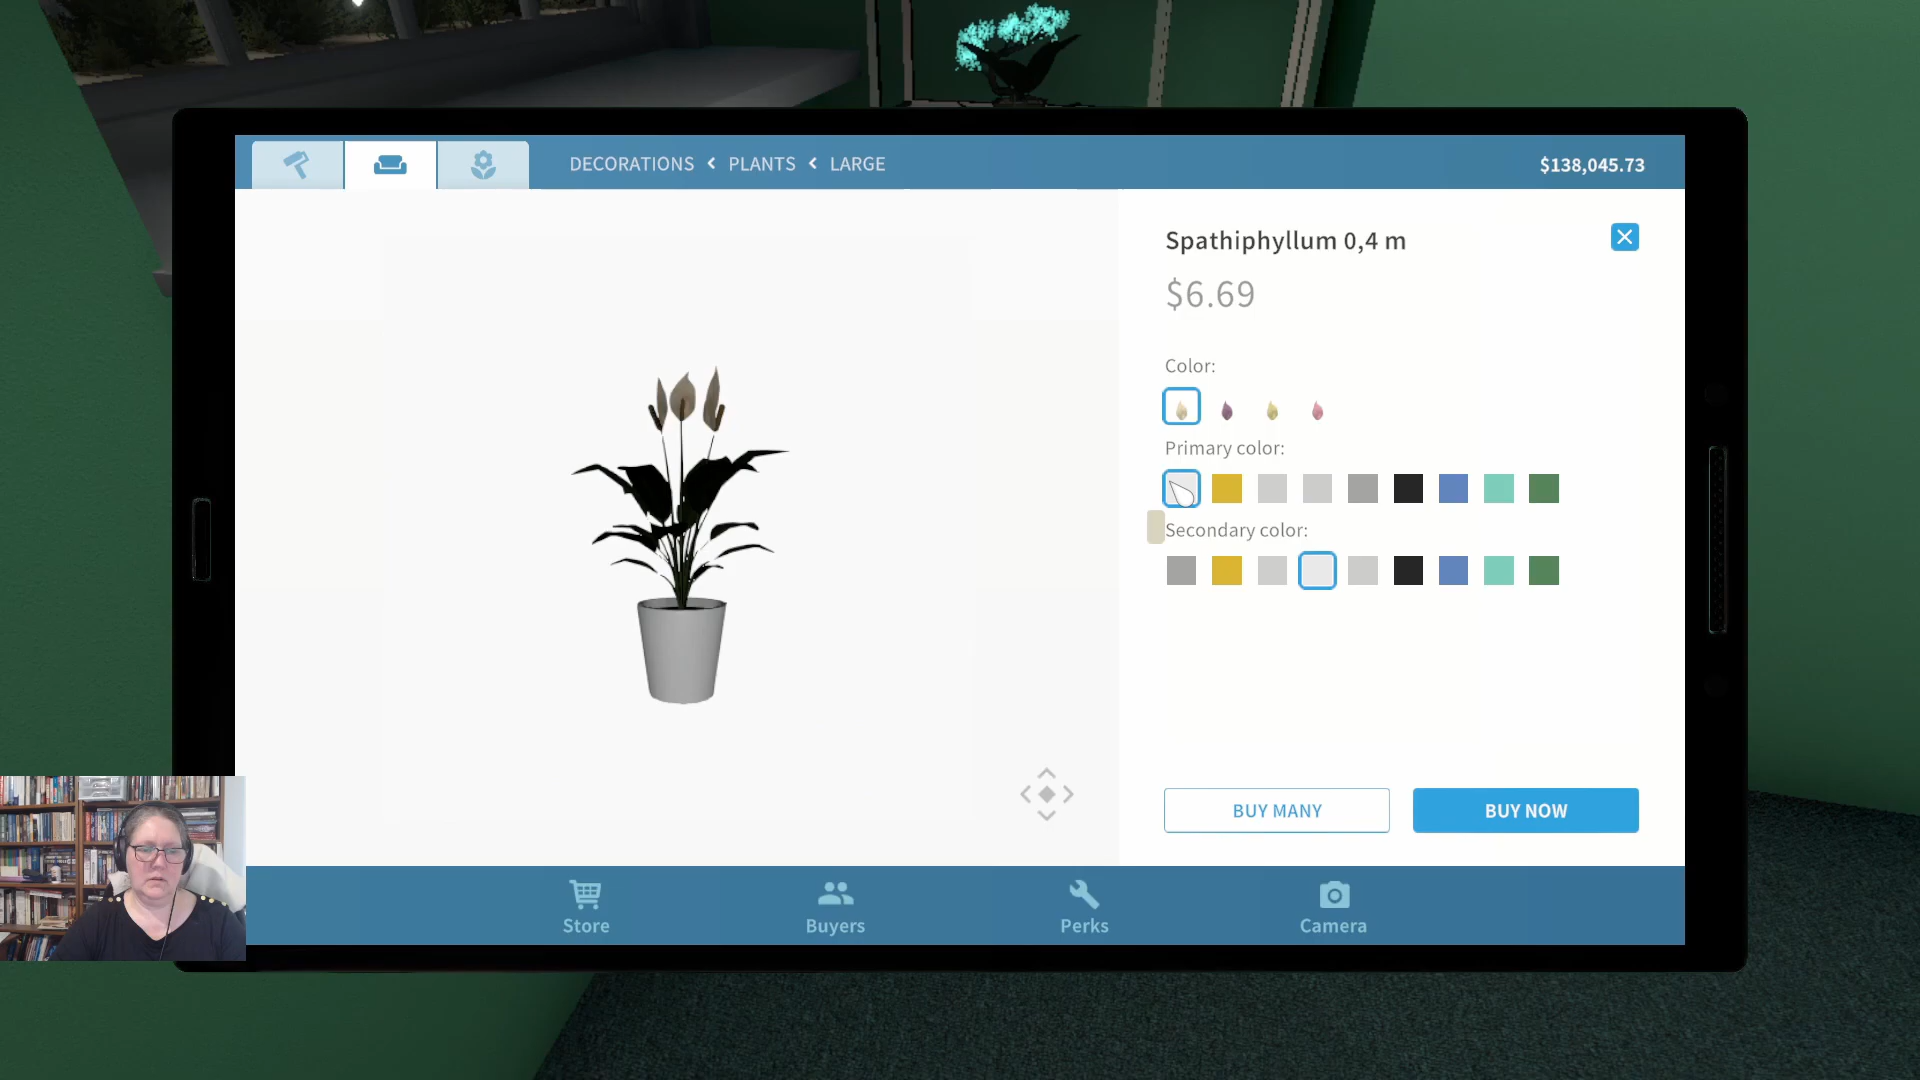 DECORATIONS < PLANTS < LARGE
$138,045.73
Spathiphyllum 0,4 m
$6.69
Color:
Primary color:
Secondary color:
BUY MANY
BUY NOW
Store
Buyers
Perks
Camera